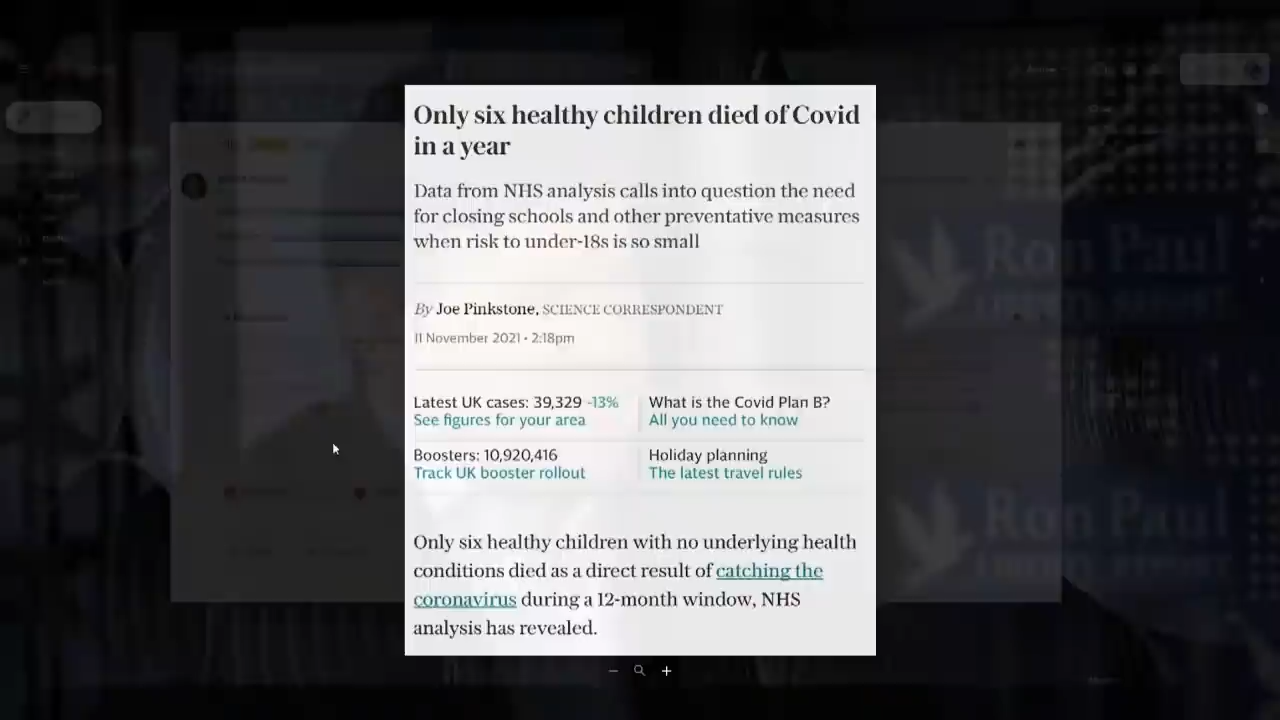 Only six healthy children died of Covid
in a year
Data from NHS analysis calls into question the need
for closing schools and other preventative measures
when risk to under-18s is so small
By Joe Pinkstone, SCIENCE CORRESPONDENT
11 November 2021 • 2:18pm
Latest UK cases: 39,329 -13%
See figures for your area
What is the Covid Plan B?
All you need to know
Boosters: 10,920,416
Track UK booster rollout
Holiday planning
The latest travel rules
Only six healthy children with no underlying health
conditions died as a direct result of catching the
coronavirus during a 12-month window, NHS
analysis has revealed.
Ron Paul
Ron Paul